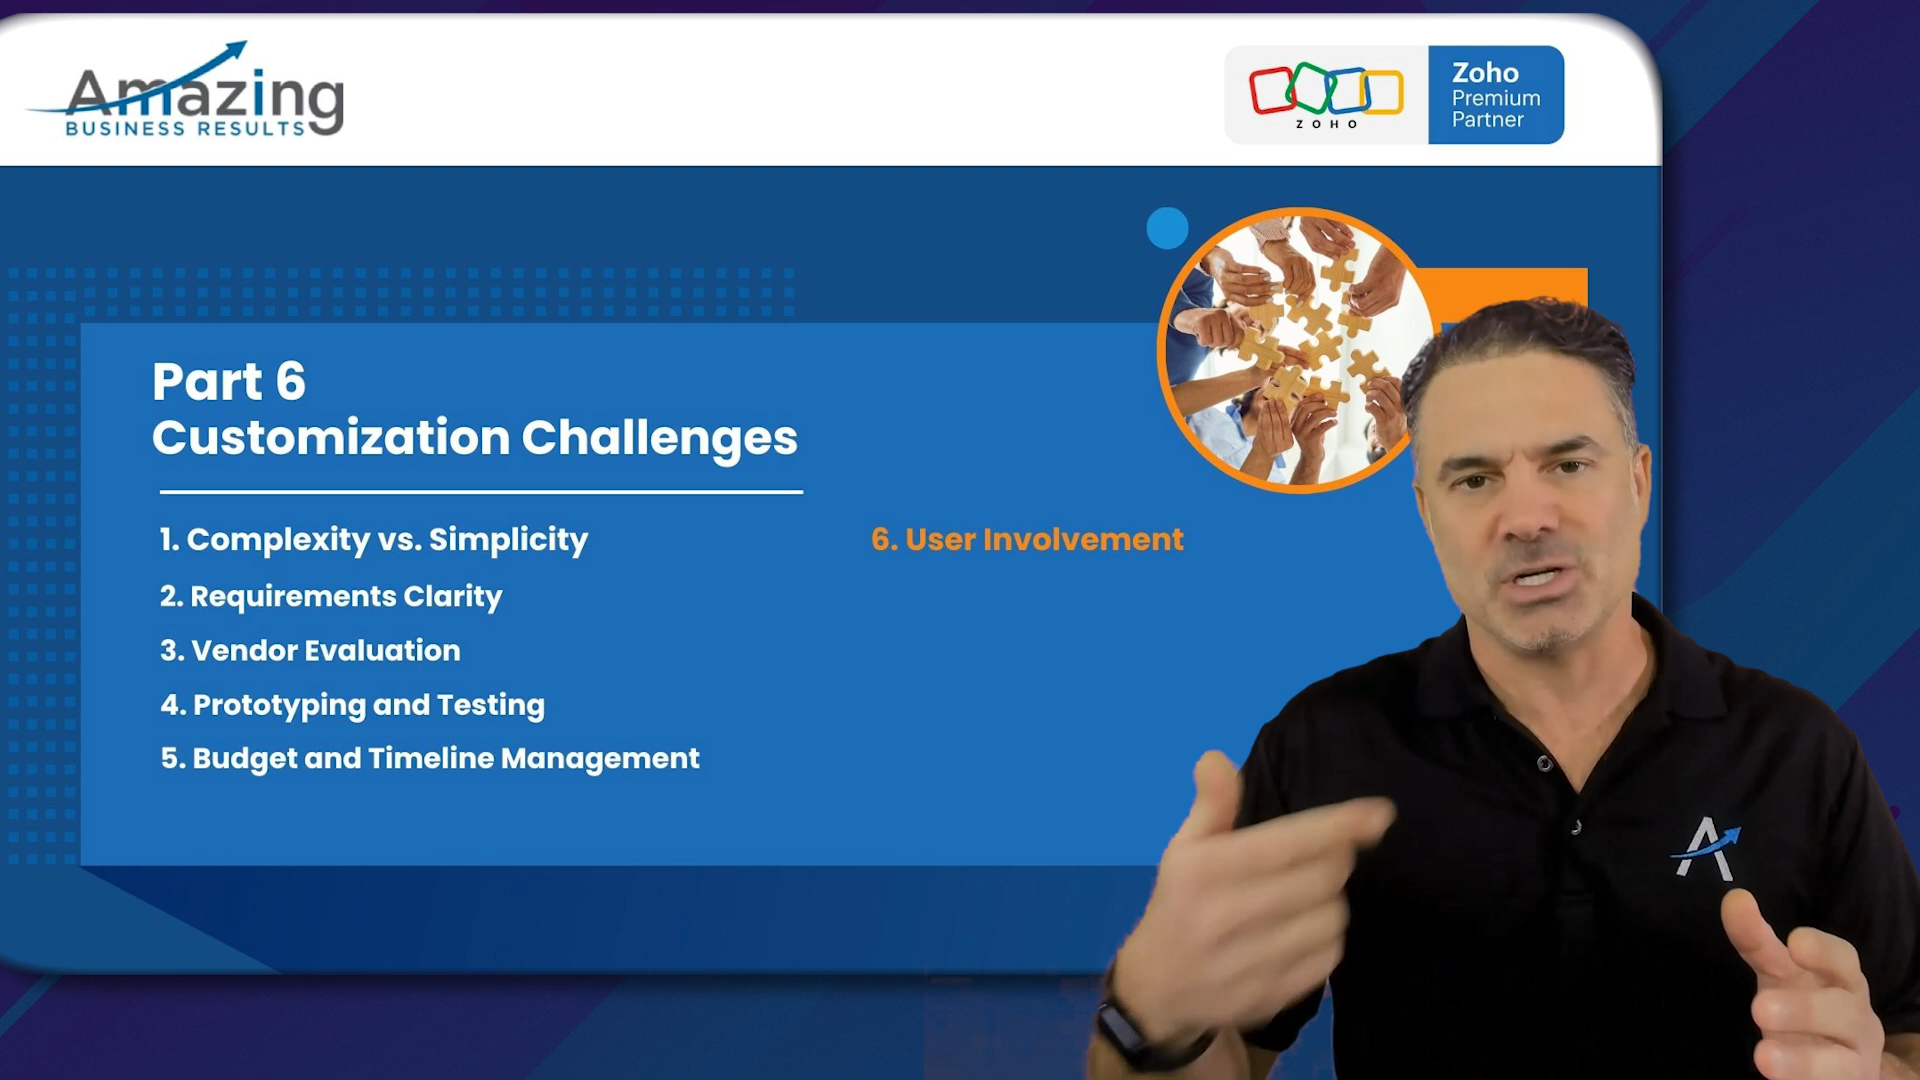 Amazing
BUSINESS RESULTS
ZOHO
Zoho
Premium
Partner
Part 6
Customization Challenges
1. Complexity vs. Simplicity
2. Requirements Clarity
3. Vendor Evaluation
4. Prototyping and Testing
5. Budget and Timeline Management
6. User Involvement
A